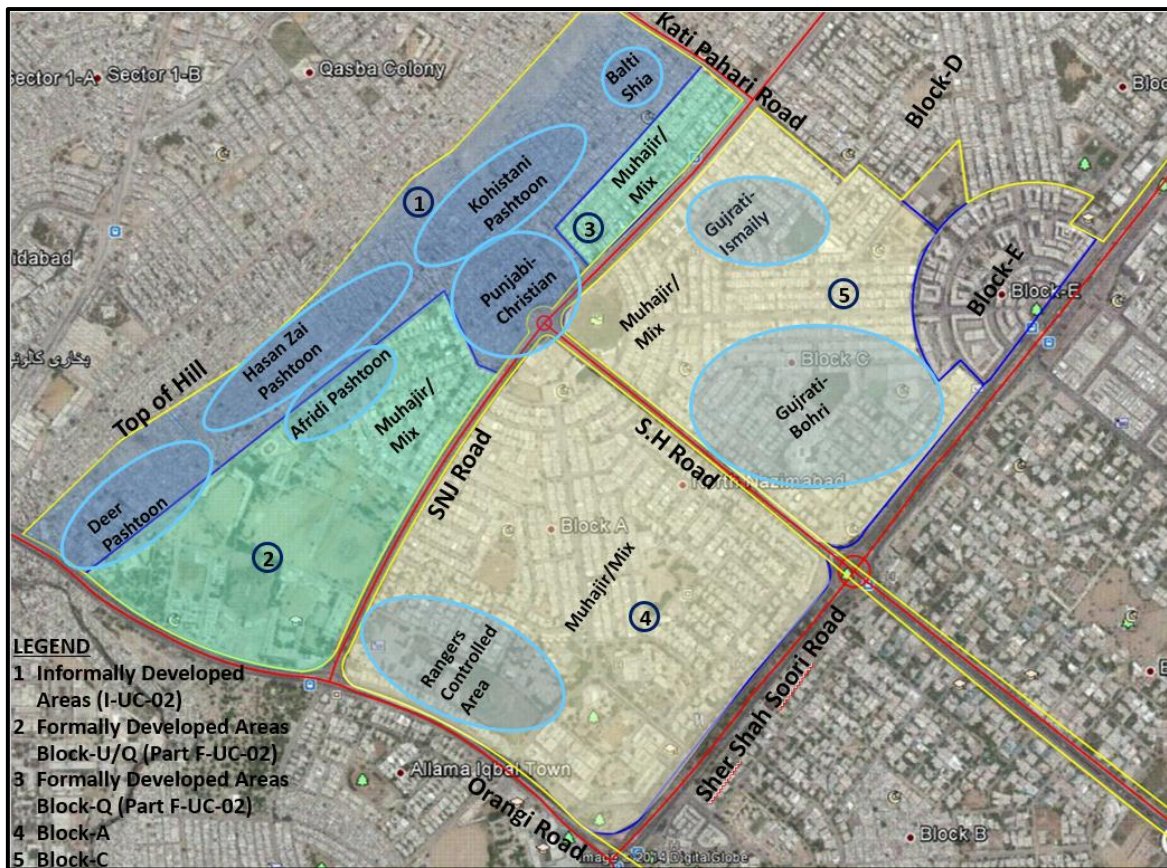 Kati Pahari Road
Block-D
Bloc
Sector 1-A
Sector 1-B
Qasba Colony
Balti
Shia
Muhajir/
Mix
Kohistani
Pashtoon
1
3
Gujrati-
Ismaily
Block-E
Block-E
idabad
Punjabi-
Christian
5
Muhajir/
Mix
Hasan Zai
Pashtoon
Block C
Top of Hill
Afridi Pashtoon
Muhajir/
Mix
Gujrati-
Bohri
SNJ Road
S.H Road
North Nazimabad
Deer
Pashtoon
Block A
2
Muhajir/Mix
4
Rangers
Controlled
Area
Sher Shah Soori Road
Allama Iqbal Town
Orangi Road
Block B
Image © 2014 DigitalGlobe
LEGEND
1 Informally Developed
Areas (I-UC-02)
2 Formally Developed Areas
Block-U/Q (Part F-UC-02)
3 Formally Developed Areas
Block-Q (Part F-UC-02)
4 Block-A
5 Block-C